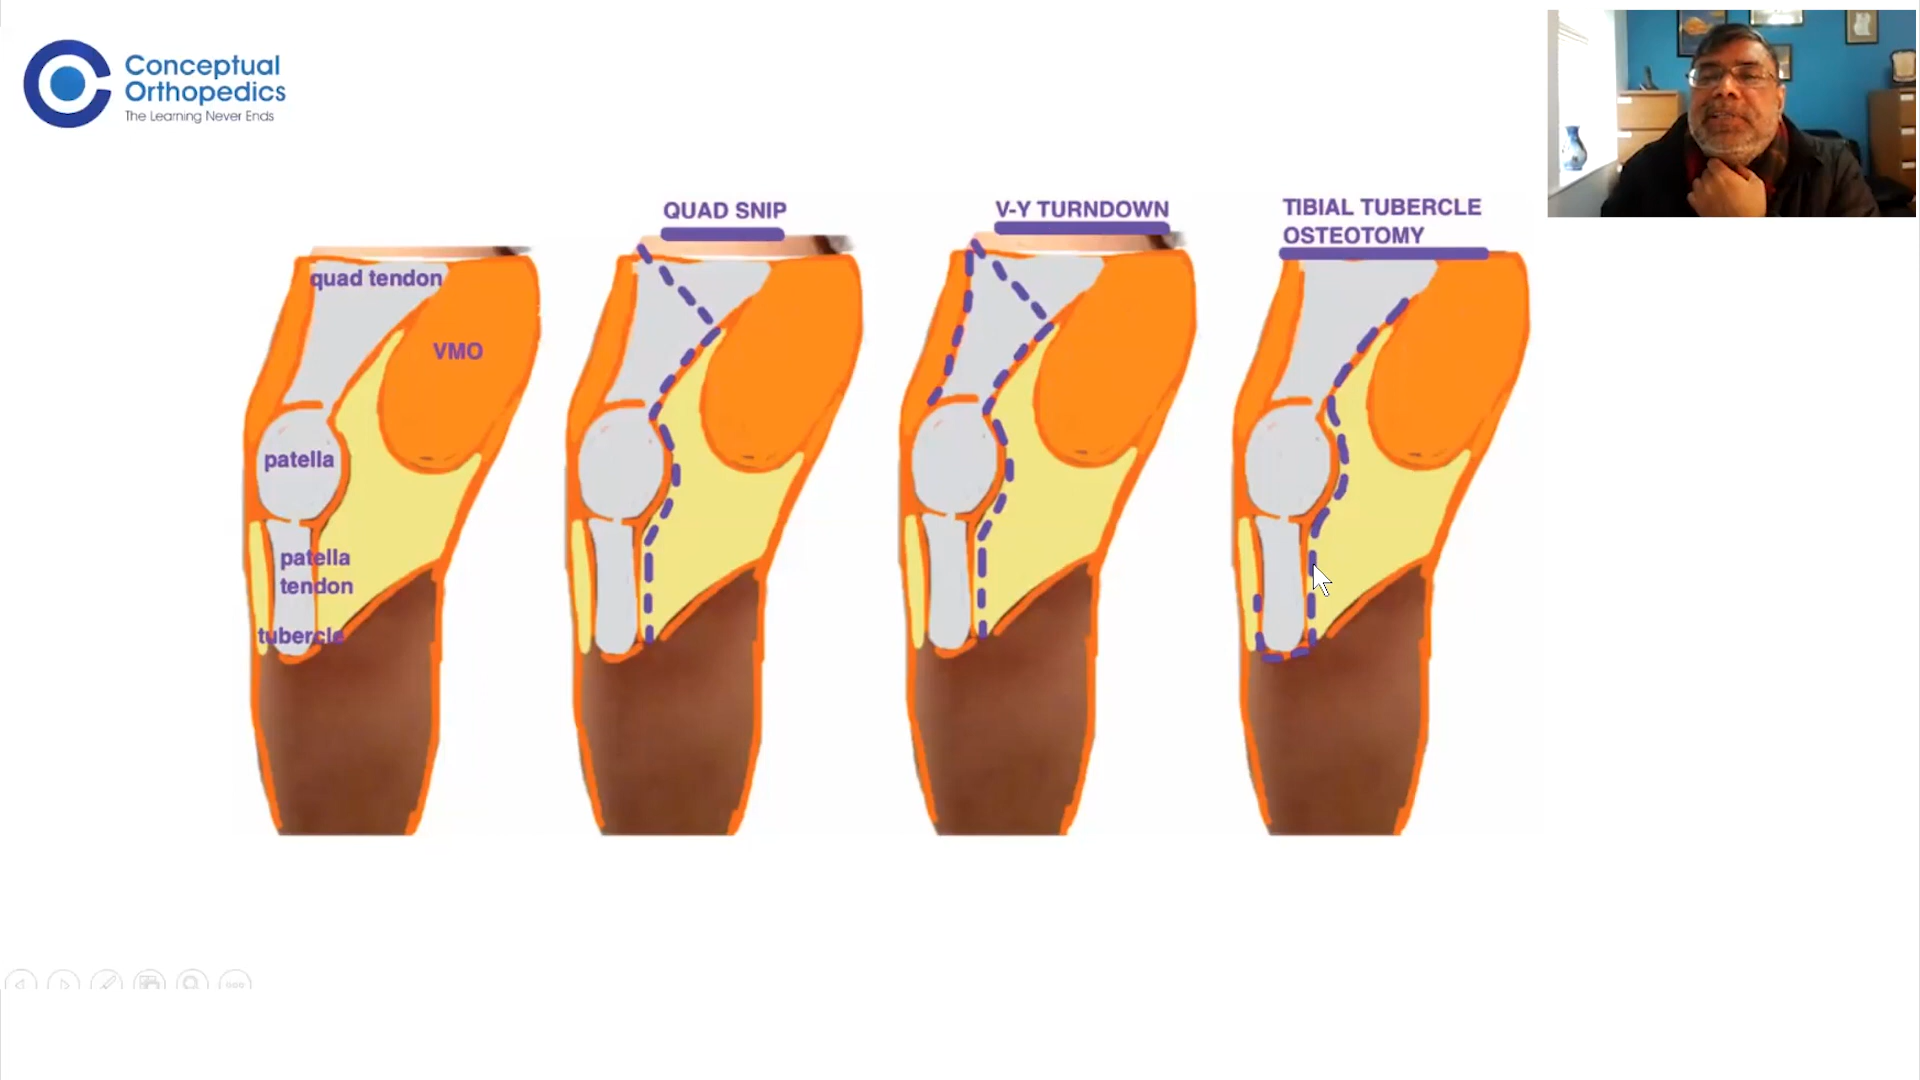 Conceptual
Orthopedics
The Learning Never Ends
QUAD SNIP
V-Y TURNDOWN
TIBIAL TUBERCLE
OSTEOTOMY
quad tendon
VMO
patella
patella
tendon
tubercle